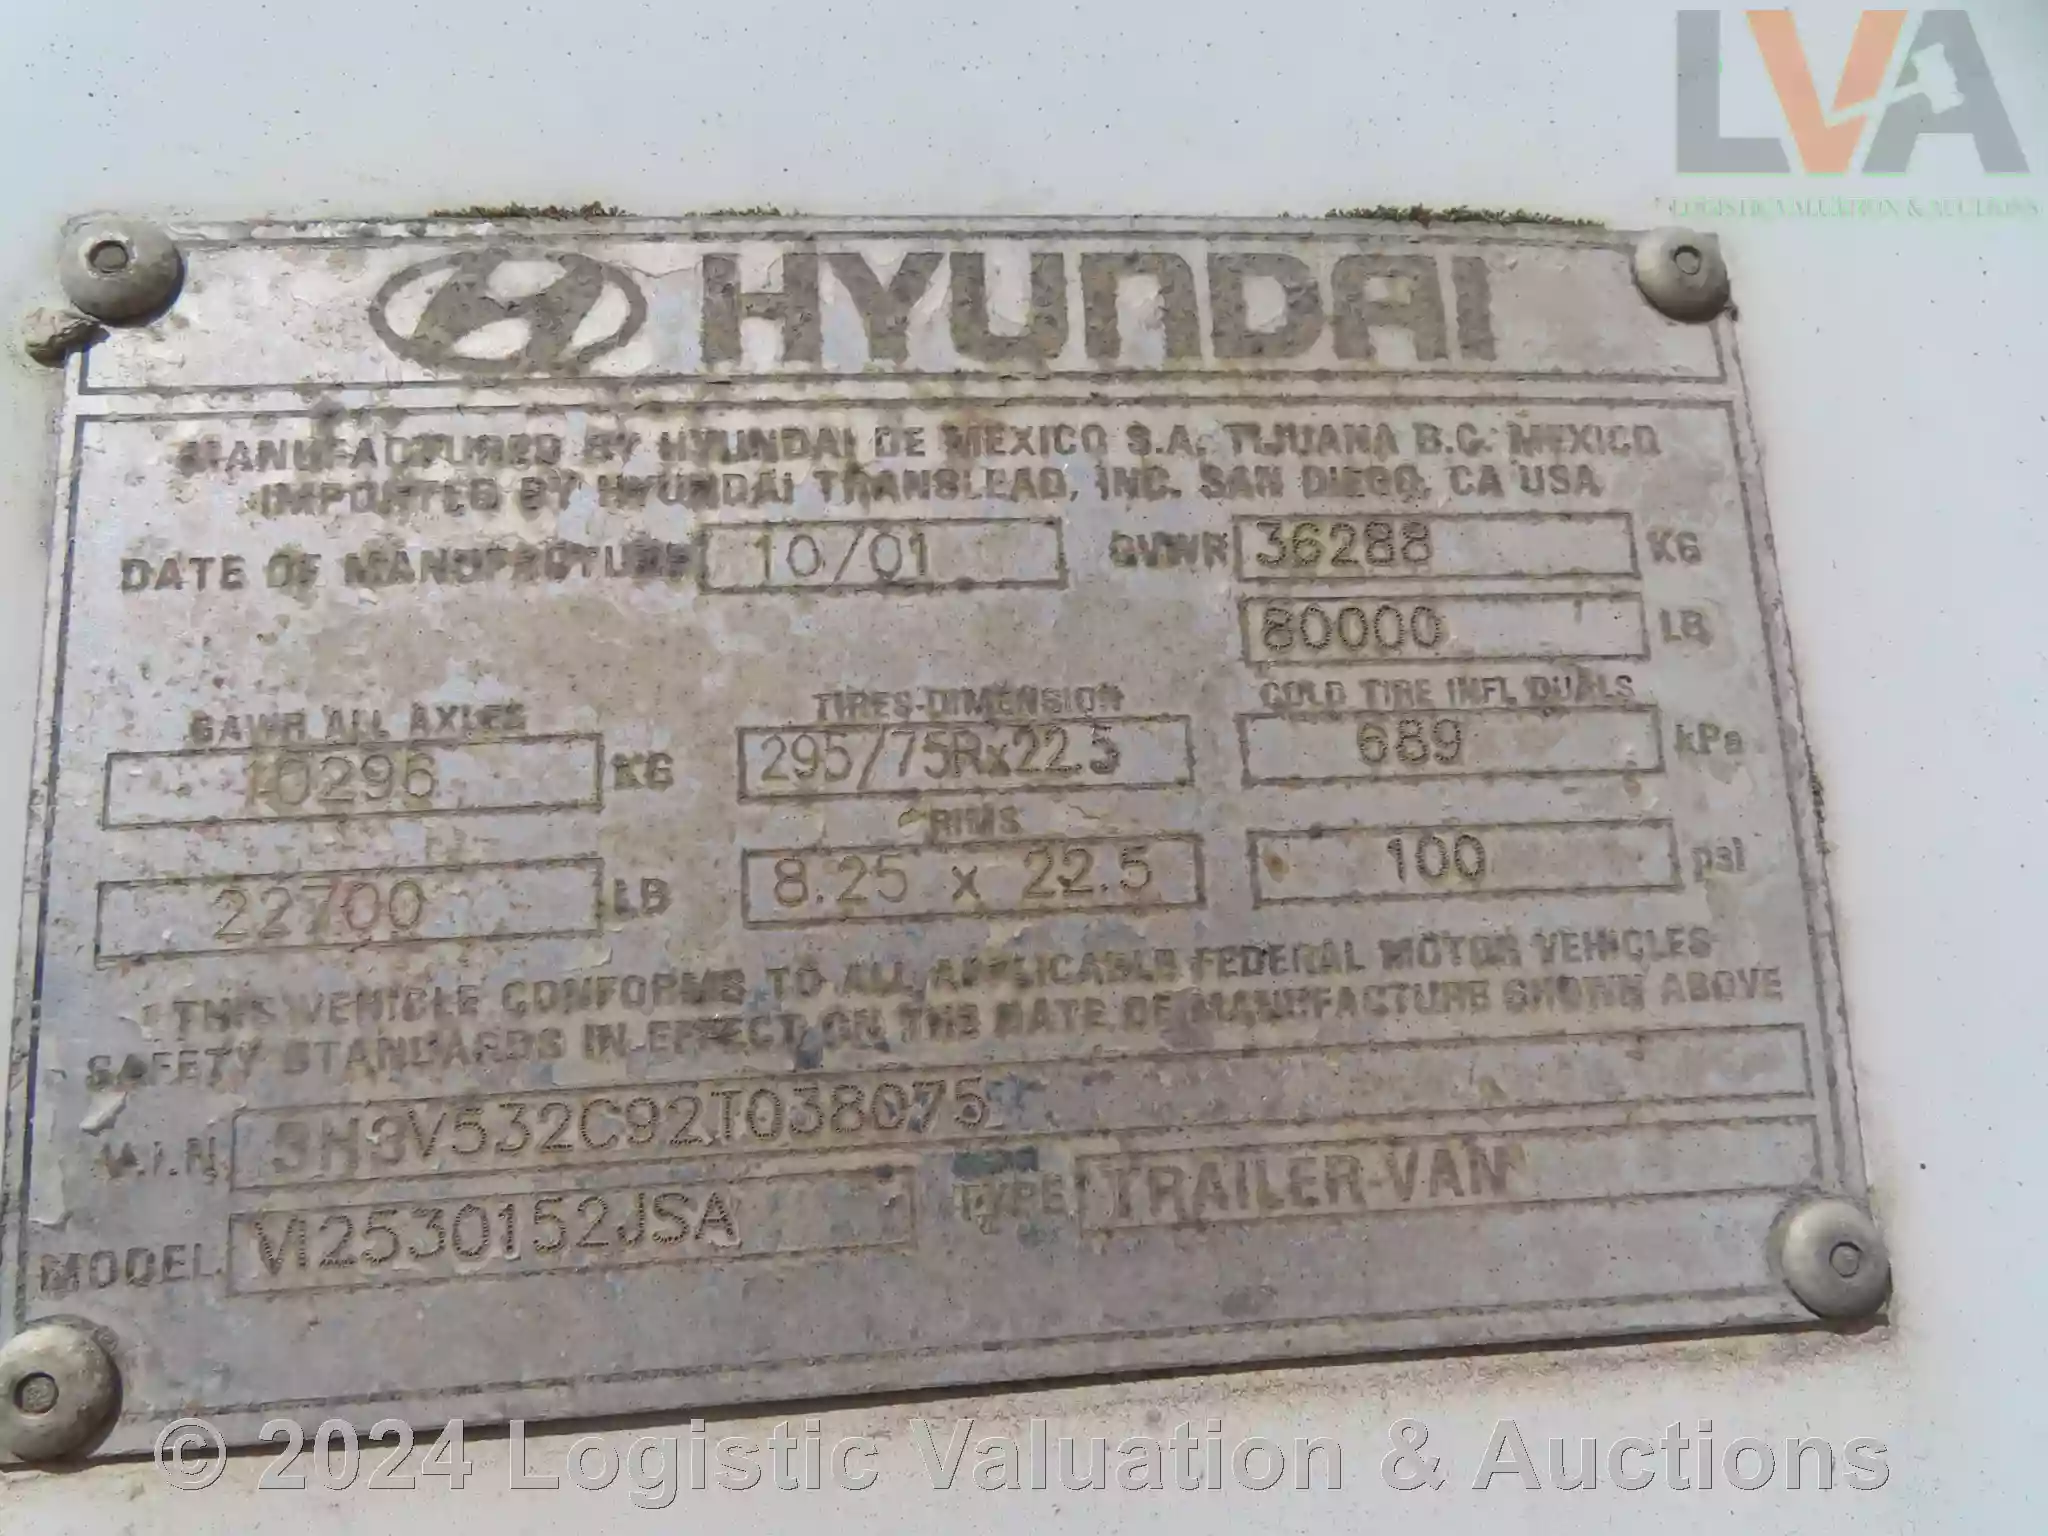 LVA
LOGISTIC VALUATION & AUCTIONS
HYUNDAI
MANUFACTURED BY HYUNDAI DE MEXICO S.A. TIJUANA B.C. MEXICO
IMPORTED BY HYUNDAI TRANSLEAD, INC. SAN DIEGO, CA USA
DATE OF MANUFACTURE 10/01 GVWR 36288 KG
80000 LB
GAWR ALL AXLES TIRES-DIMENSION COLD TIRE INFL DUALS
10296 KG 295/75Rx22.5 689 kPa
RIMS
22700 LB 8.25 x 22.5 100 psi
THIS VEHICLE CONFORMS TO ALL APPLICABLE FEDERAL MOTOR VEHICLES
SAFETY STANDARDS IN EFFECT ON THE DATE OF MANUFACTURE SHOWN ABOVE
V.I.N. 3H3V532C92T038075
MODEL VI2530152JSA TYPE TRAILER-VAN
© 2024 Logistic Valuation & Auctions